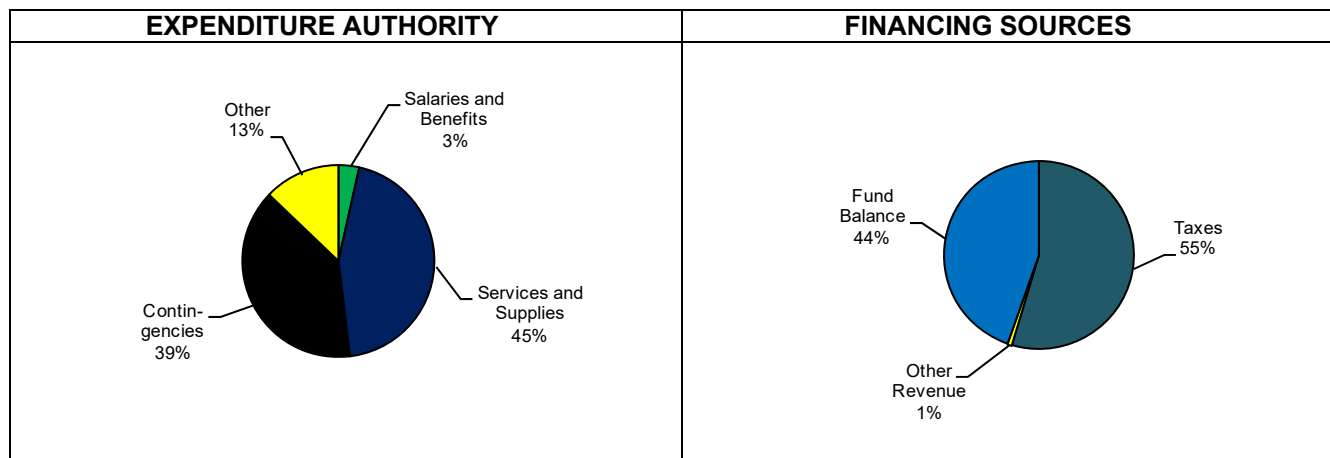 EXPENDITURE AUTHORITY
Other
13%
Salaries and
Benefits
3%
Services and
Supplies
45%
Contin-
gencies
39%
FINANCING SOURCES
Fund
Balance
44%
Taxes
55%
Other
Revenue
1%